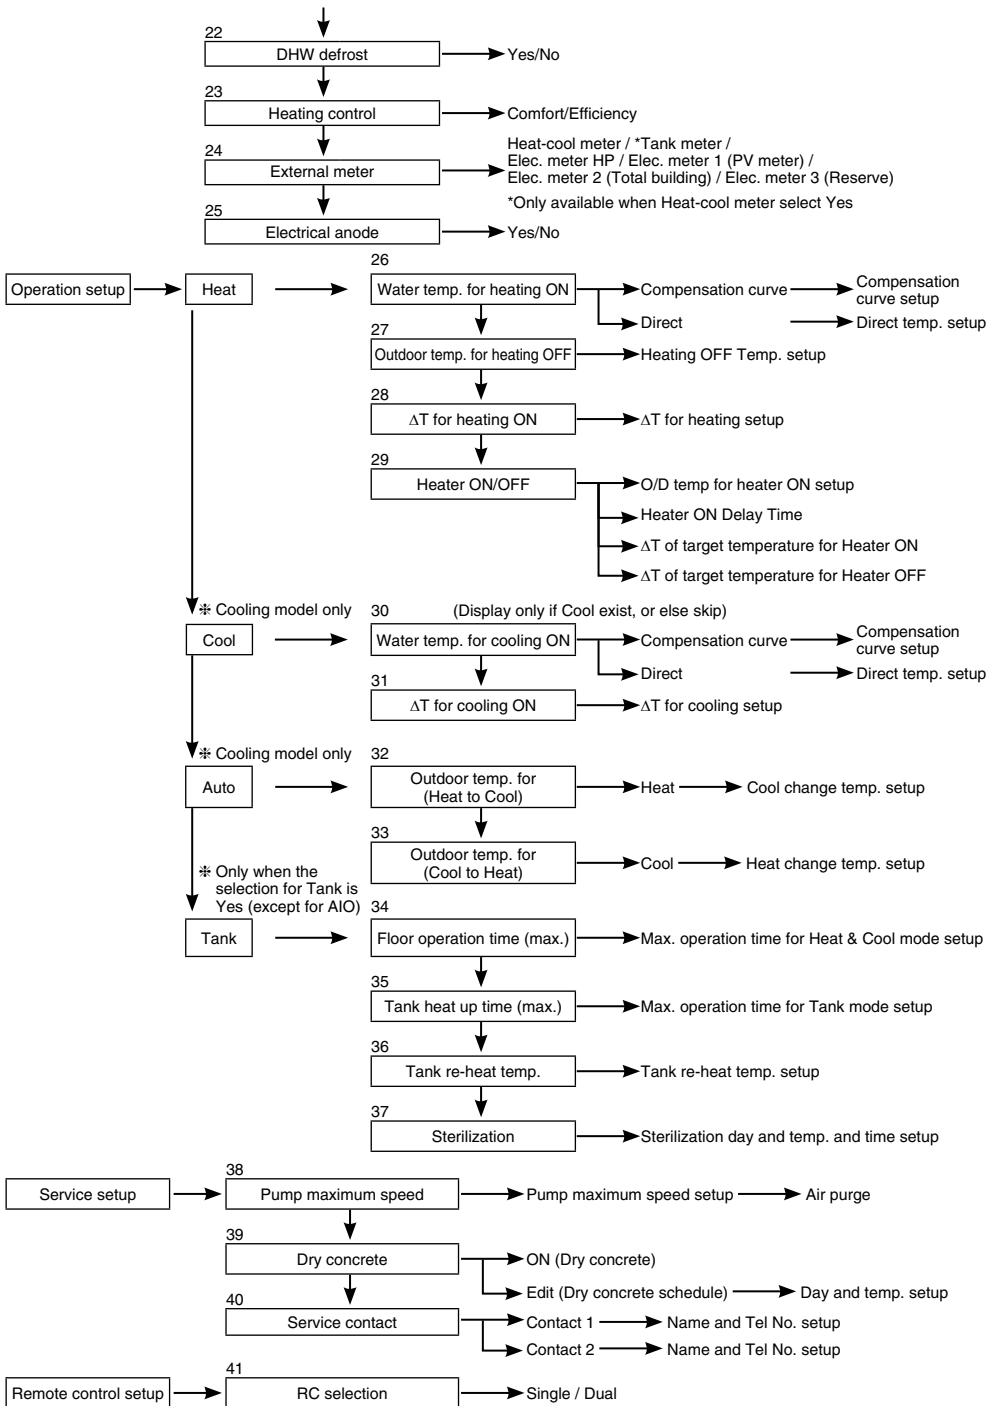 22
DHW defrost
Yes/No
23
Heating control
Comfort/Efficiency
24
External meter
Heat-cool meter / *Tank meter /
Elec. meter HP / Elec. meter 1 (PV meter) /
Elec. meter 2 (Total building) / Elec. meter 3 (Reserve)
*Only available when Heat-cool meter select Yes
25
Electrical anode
Yes/No
Operation setup
Heat
26
Water temp. for heating ON
Compensation curve
Compensation
curve setup
Direct
Direct temp. setup
27
Outdoor temp. for heating OFF
Heating OFF Temp. setup
28
ΔT for heating ON
ΔT for heating setup
29
Heater ON/OFF
O/D temp for heater ON setup
Heater ON Delay Time
ΔT of target temperature for Heater ON
ΔT of target temperature for Heater OFF
※ Cooling model only
Cool
30
(Display only if Cool exist, or else skip)
Water temp. for cooling ON
Compensation curve
Compensation
curve setup
Direct
Direct temp. setup
31
ΔT for cooling ON
ΔT for cooling setup
※ Cooling model only
Auto
32
Outdoor temp. for
(Heat to Cool)
Heat
Cool change temp. setup
33
Outdoor temp. for
(Cool to Heat)
Cool
Heat change temp. setup
※ Only when the
selection for Tank is
Yes (except for AIO)
Tank
34
Floor operation time (max.)
Max. operation time for Heat & Cool mode setup
35
Tank heat up time (max.)
Max. operation time for Tank mode setup
36
Tank re-heat temp.
Tank re-heat temp. setup
37
Sterilization
Sterilization day and temp. and time setup
Service setup
38
Pump maximum speed
Pump maximum speed setup
Air purge
39
Dry concrete
ON (Dry concrete)
Edit (Dry concrete schedule)
Day and temp. setup
40
Service contact
Contact 1
Name and Tel No. setup
Contact 2
Name and Tel No. setup
Remote control setup
41
RC selection
Single / Dual